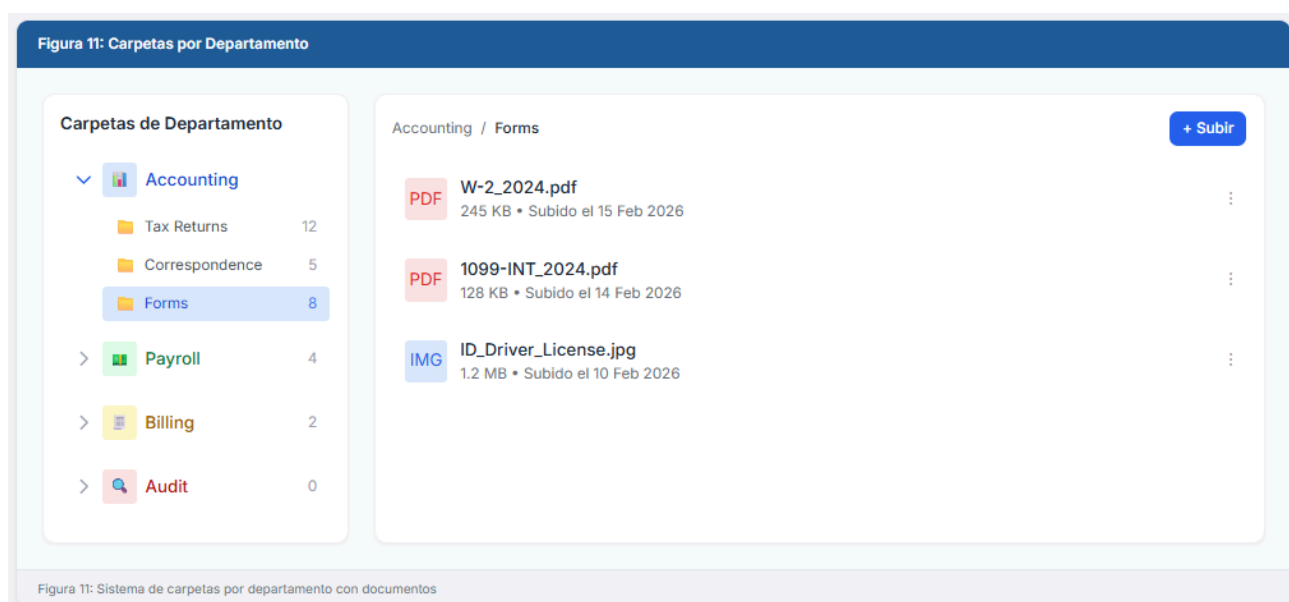 Figura 11: Carpetas por Departamento
Carpetas de Departamento
Accounting
Tax Returns 12
Correspondence 5
Forms 8
Payroll 4
Billing 2
Audit 0
Accounting / Forms
+ Subir
PDF
W-2_2024.pdf
245 KB • Subido el 15 Feb 2026
PDF
1099-INT_2024.pdf
128 KB • Subido el 14 Feb 2026
IMG
ID_Driver_License.jpg
1.2 MB • Subido el 10 Feb 2026
Figura 11: Sistema de carpetas por departamento con documentos